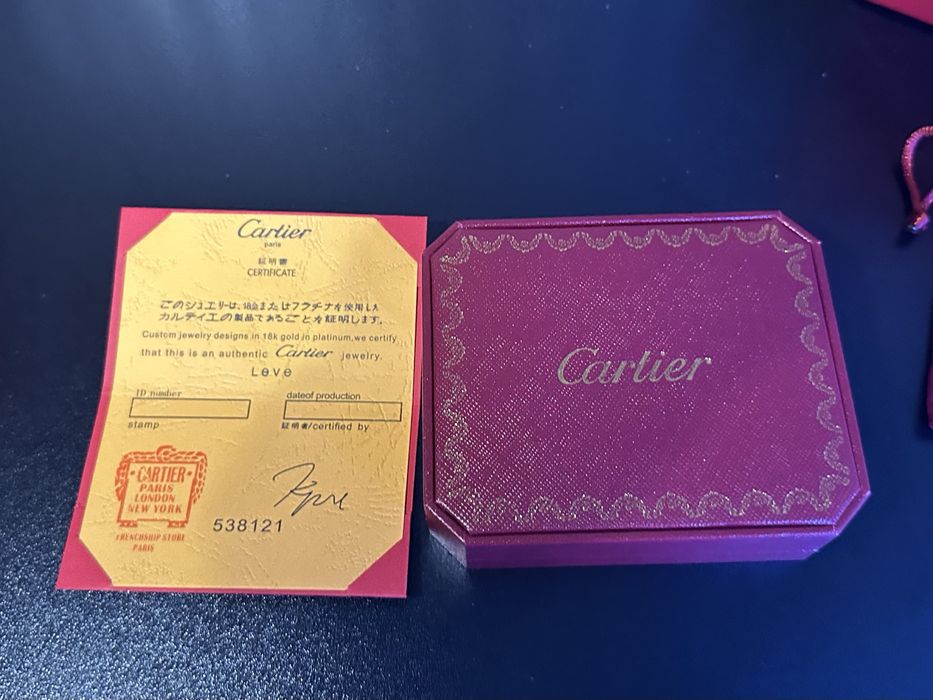 Cartier
paris
証明書
CERTIFICATE
このジュエリーは、18金またはプラチナを使用した
カルティエの製品であることを証明します。
Custom jewelry designs in 18k gold in platinum,we certify
that this is an authentic Cartier jewelry.
Love
ID number
dateof production
stamp
証明者/certified by
CARTIER
PARIS
LONDON
NEW YORK
538121
FRENCHSHIP STORE
PARIS
Cartier